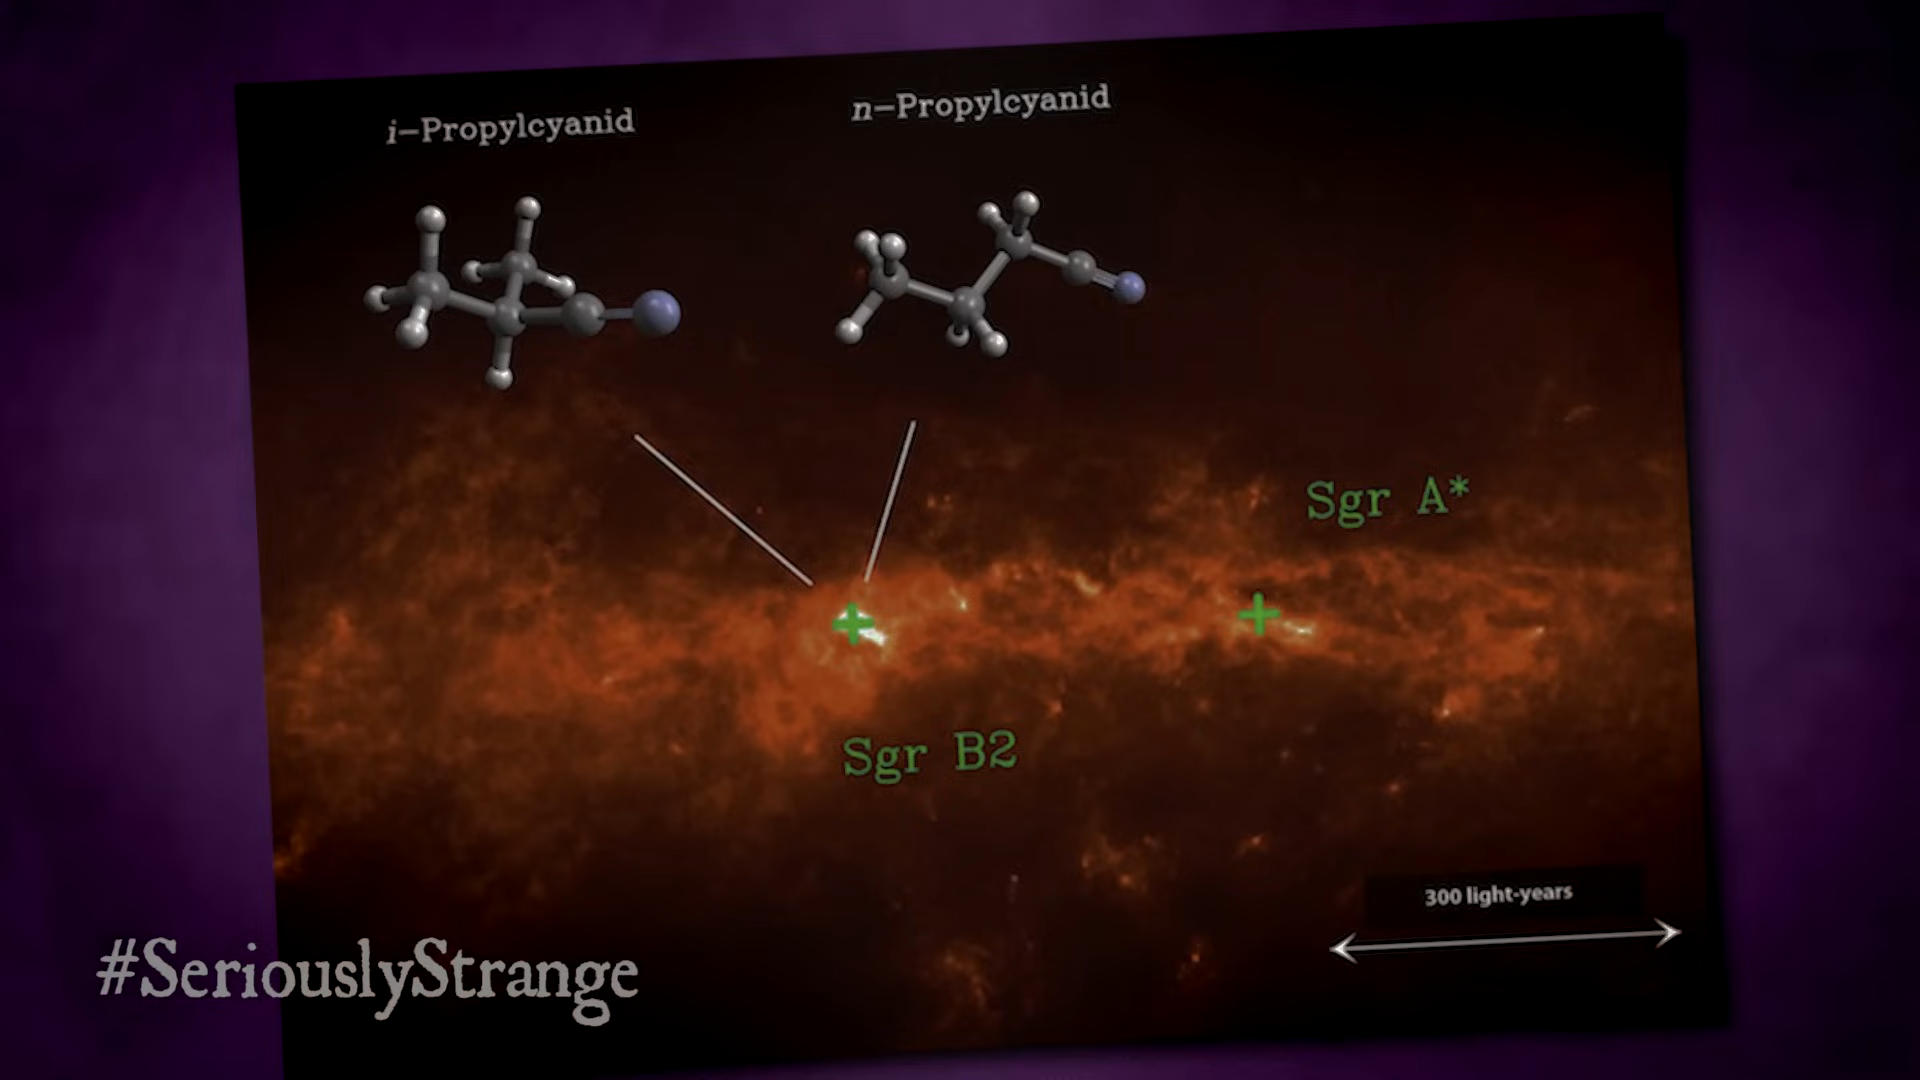 i–Propylcyanid
n–Propylcyanid
Sgr A*
Sgr B2
300 light-years
#SeriouslyStrange